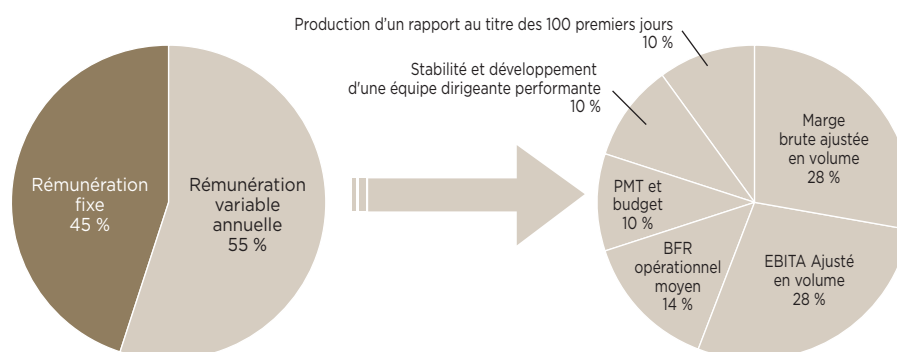 Rémunération
fixe
45 %
Rémunération
variable
annuelle
55 %
Production d'un rapport au titre des 100 premiers jours
10 %
Stabilité et développement
d'une équipe dirigeante performante
10 %
PMT et
budget
10 %
BFR
opérationnel
moyen
14 %
Marge
brute ajustée
en volume
28 %
EBITA Ajusté
en volume
28 %